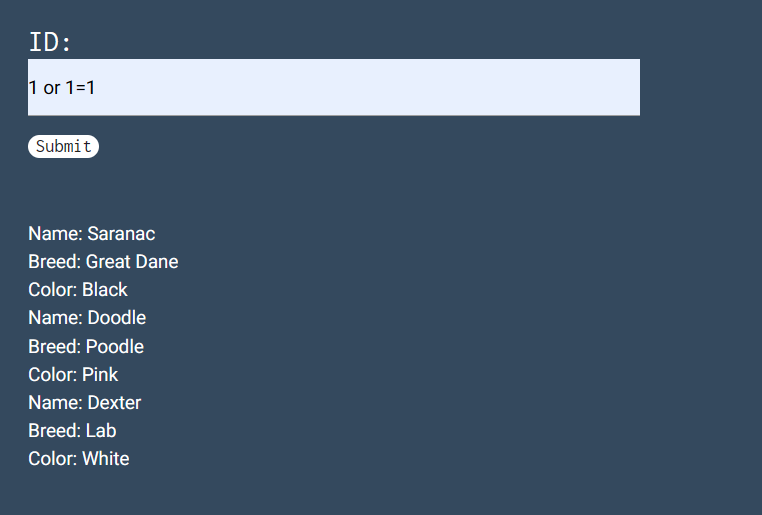 ID:
1 or 1=1
Submit
Name: Saranac
Breed: Great Dane
Color: Black
Name: Doodle
Breed: Poodle
Color: Pink
Name: Dexter
Breed: Lab
Color: White